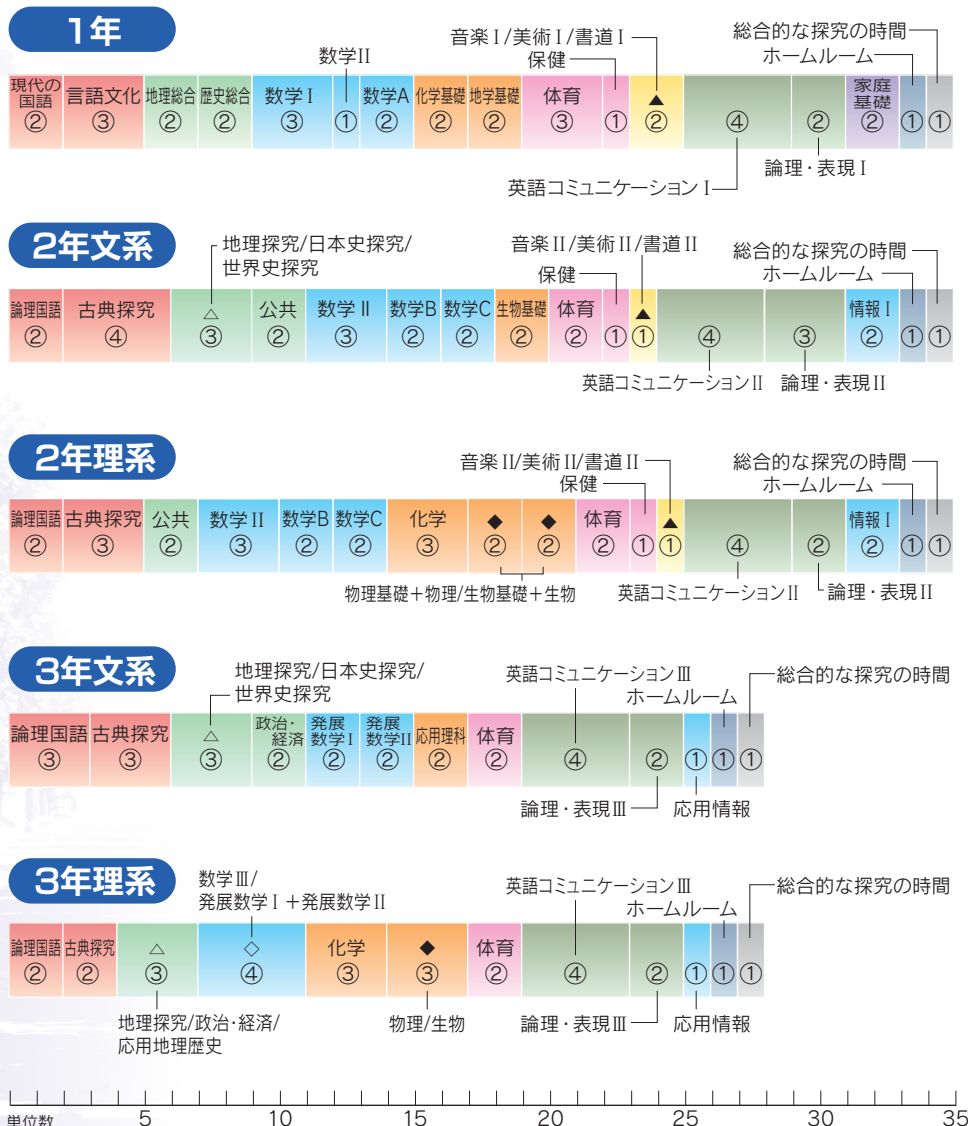 1年
音楽Ⅰ/美術Ⅰ/書道Ⅰ
保健
数学Ⅱ
総合的な探究の時間
ホームルーム
現代の国語 ② 言語文化 ③ 地理総合 ② 歴史総合 ② 数学Ⅰ ③ ① 数学A ② 化学基礎 ② 地学基礎 ② 体育 ③ ① ▲ ② ④ ② 家庭基礎 ② ① ①
論理・表現Ⅰ
英語コミュニケーションⅠ
2年文系
地理探究/日本史探究/
世界史探究
音楽Ⅱ/美術Ⅱ/書道Ⅱ
保健
総合的な探究の時間
ホームルーム
論理国語 ② 古典探究 ④ △ ③ 公共 ② 数学Ⅱ ③ 数学B ② 数学C ② 生物基礎 ② 体育 ② ① ▲ ① ④ ③ 情報Ⅰ ② ① ①
英語コミュニケーションⅡ 論理・表現Ⅱ
2年理系
音楽Ⅱ/美術Ⅱ/書道Ⅱ
保健
総合的な探究の時間
ホームルーム
論理国語 ② 古典探究 ③ 公共 ② 数学Ⅱ ③ 数学B ② 数学C ② 化学 ③ ◆ ② ◆ ② 体育 ② ① ▲ ① ④ ② 情報Ⅰ ② ① ①
物理基礎+物理/生物基礎+生物 英語コミュニケーションⅡ 論理・表現Ⅱ
3年文系
地理探究/日本史探究/
世界史探究
英語コミュニケーションⅢ
ホームルーム
総合的な探究の時間
論理国語 ③ 古典探究 ③ △ ③ 政治・経済 ② 発展数学Ⅰ ② 発展数学Ⅱ ② 応用理科 ② 体育 ② ④ ② ① ① ①
論理・表現Ⅲ 応用情報
3年理系
数学Ⅲ/
発展数学Ⅰ+発展数学Ⅱ
英語コミュニケーションⅢ
ホームルーム
総合的な探究の時間
論理国語 ② 古典探究 ② △ ③ ◇ ④ 化学 ③ ◆ ③ 体育 ② ④ ② ① ① ①
地理探究/政治・経済/
応用地理歴史
物理/生物 論理・表現Ⅲ 応用情報
単位数 5 10 15 20 25 30 35